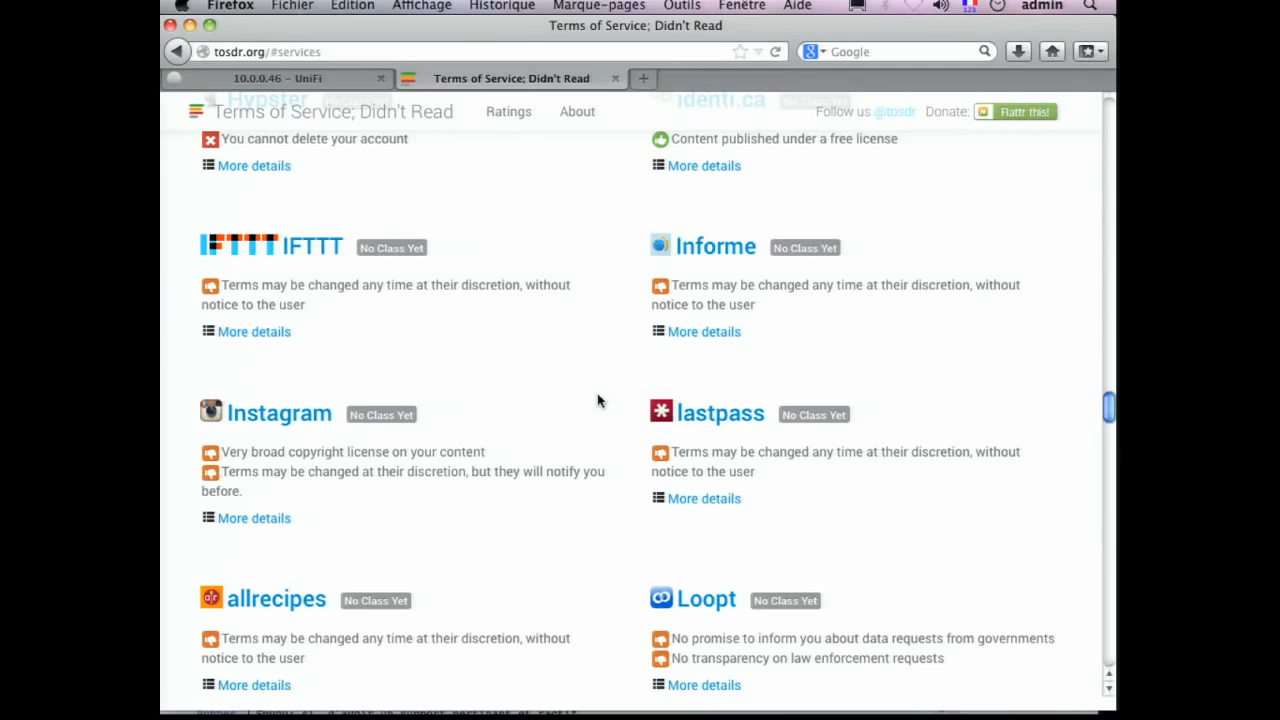 Firefox Fichier Edition Affichage Historique Marque-pages Outils Fenêtre Aide admin
Terms of Service; Didn't Read
tosdr.org/#services Google
10.0.0.46 – UniFi Terms of Service; Didn't Read
Hypster identi.ca
Terms of Service; Didn't Read Ratings About Follow us @tosdr Donate: Flattr this!
You cannot delete your account
More details
Content published under a free license
More details
IFTTT IFTTT No Class Yet
Terms may be changed any time at their discretion, without
notice to the user
More details
Informe No Class Yet
Terms may be changed any time at their discretion, without
notice to the user
More details
Instagram No Class Yet
Very broad copyright license on your content
Terms may be changed at their discretion, but they will notify you
before.
More details
lastpass No Class Yet
Terms may be changed any time at their discretion, without
notice to the user
More details
allrecipes No Class Yet
Terms may be changed any time at their discretion, without
notice to the user
More details
Loopt No Class Yet
No promise to inform you about data requests from governments
No transparency on law enforcement requests
More details